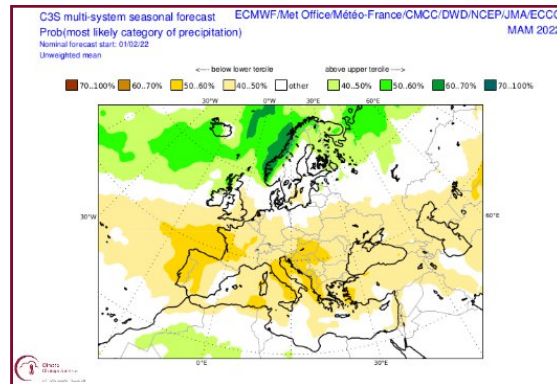 C3S multi-system seasonal forecast ECMWF/Met Office/Météo-France/CMCC/DWD/NCEP/JMA/ECCC
Prob(most likely category of precipitation) MAM 2022
Nominal forecast start: 01/02/22
Unweighted mean
<---- below lower tercile above upper tercile ---->
70..100% 60..70% 50..60% 40..50% other 40..50% 50..60% 60..70% 70..100%
30°W 0°W 30°E 60°E
30°W 60°E
0°E 30°E
Climate